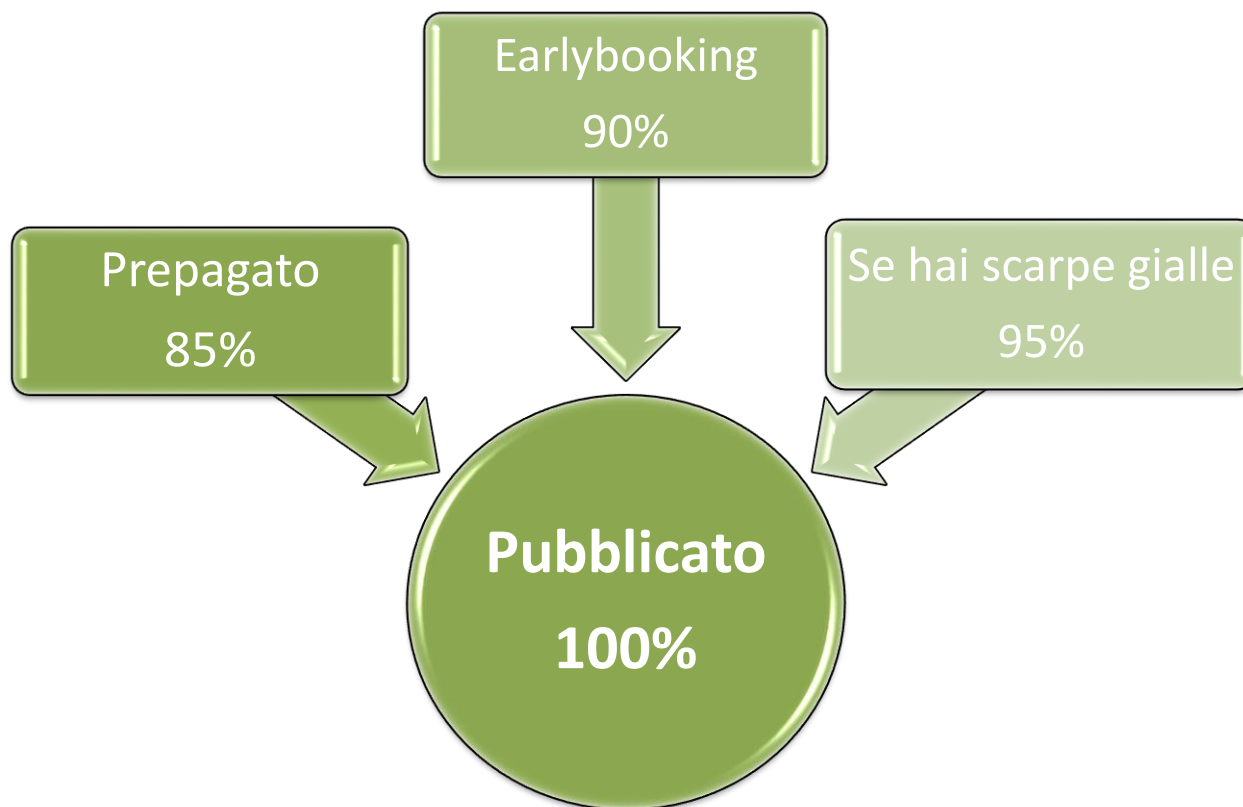 Earlybooking
90%
Prepagato
85%
Se hai scarpe gialle
95%
Pubblicato
100%